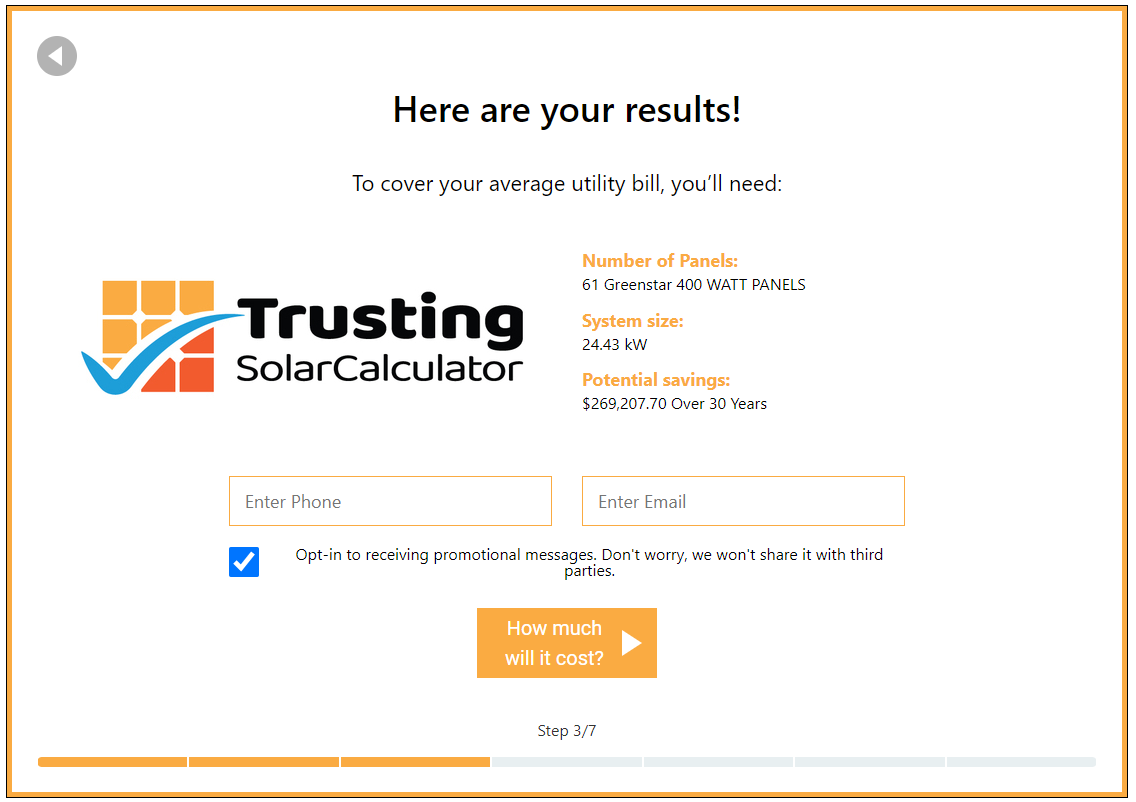 Here are your results!
To cover your average utility bill, you’ll need:
Trusting
SolarCalculator
Number of Panels:
61 Greenstar 400 WATT PANELS
System size:
24.43 kW
Potential savings:
$269,207.70 Over 30 Years
Enter Phone
Enter Email
Opt-in to receiving promotional messages. Don't worry, we won't share it with third
parties.
How much
will it cost?
Step 3/7